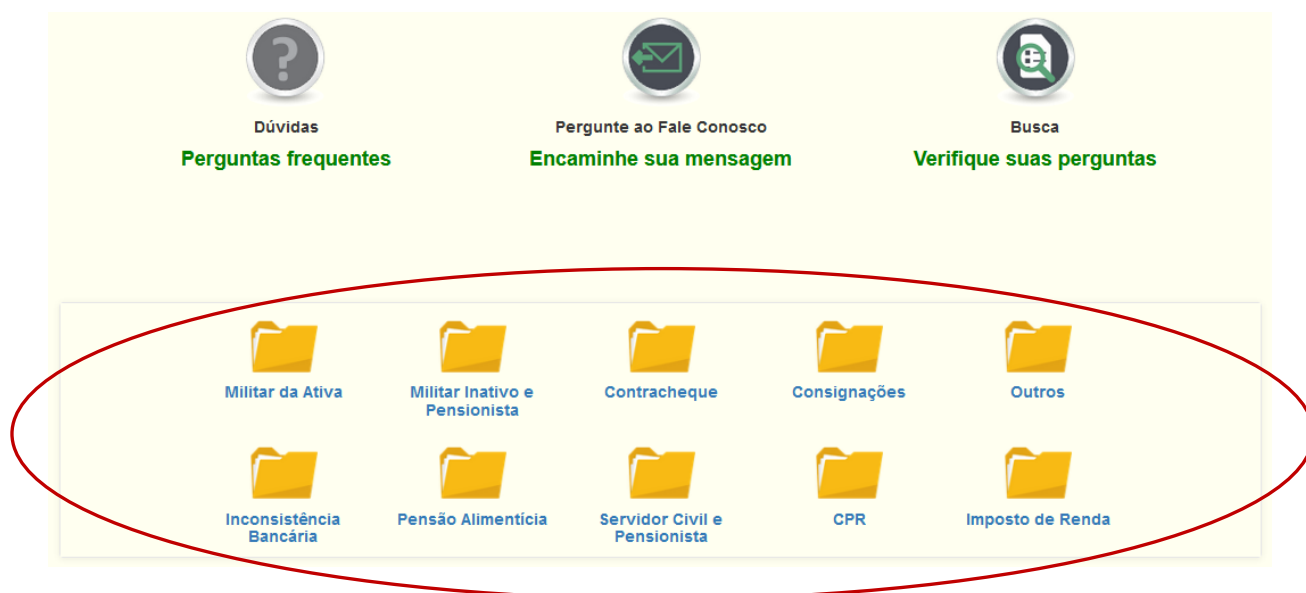 ?
Dúvidas
Perguntas frequentes
Pergunte ao Fale Conosco
Encaminhe sua mensagem
Busca
Verifique suas perguntas
Militar da Ativa
Militar Inativo e
Pensionista
Contracheque
Consignações
Outros
Inconsistência
Bancária
Pensão Alimentícia
Servidor Civil e
Pensionista
CPR
Imposto de Renda